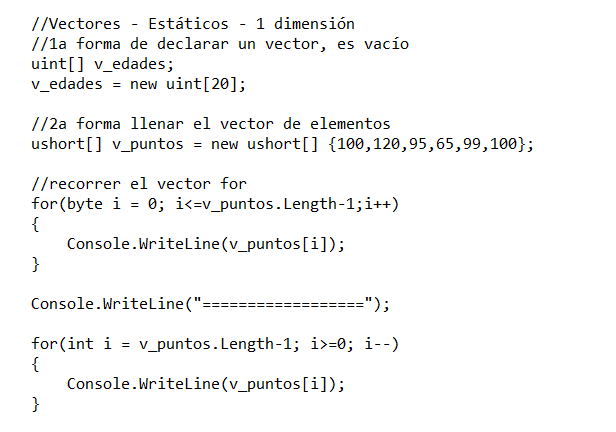 //Vectores - Estáticos - 1 dimensión
//1a forma de declarar un vector, es vacío
uint[] v_edades;
v_edades = new uint[20];

//2a forma llenar el vector de elementos
ushort[] v_puntos = new ushort[] {100,120,95,65,99,100};

//recorrer el vector for
for(byte i = 0; i<=v_puntos.Length-1;i++)
{
    Console.WriteLine(v_puntos[i]);
}

Console.WriteLine("==================");

for(int i = v_puntos.Length-1; i>=0; i--)
{
    Console.WriteLine(v_puntos[i]);
}